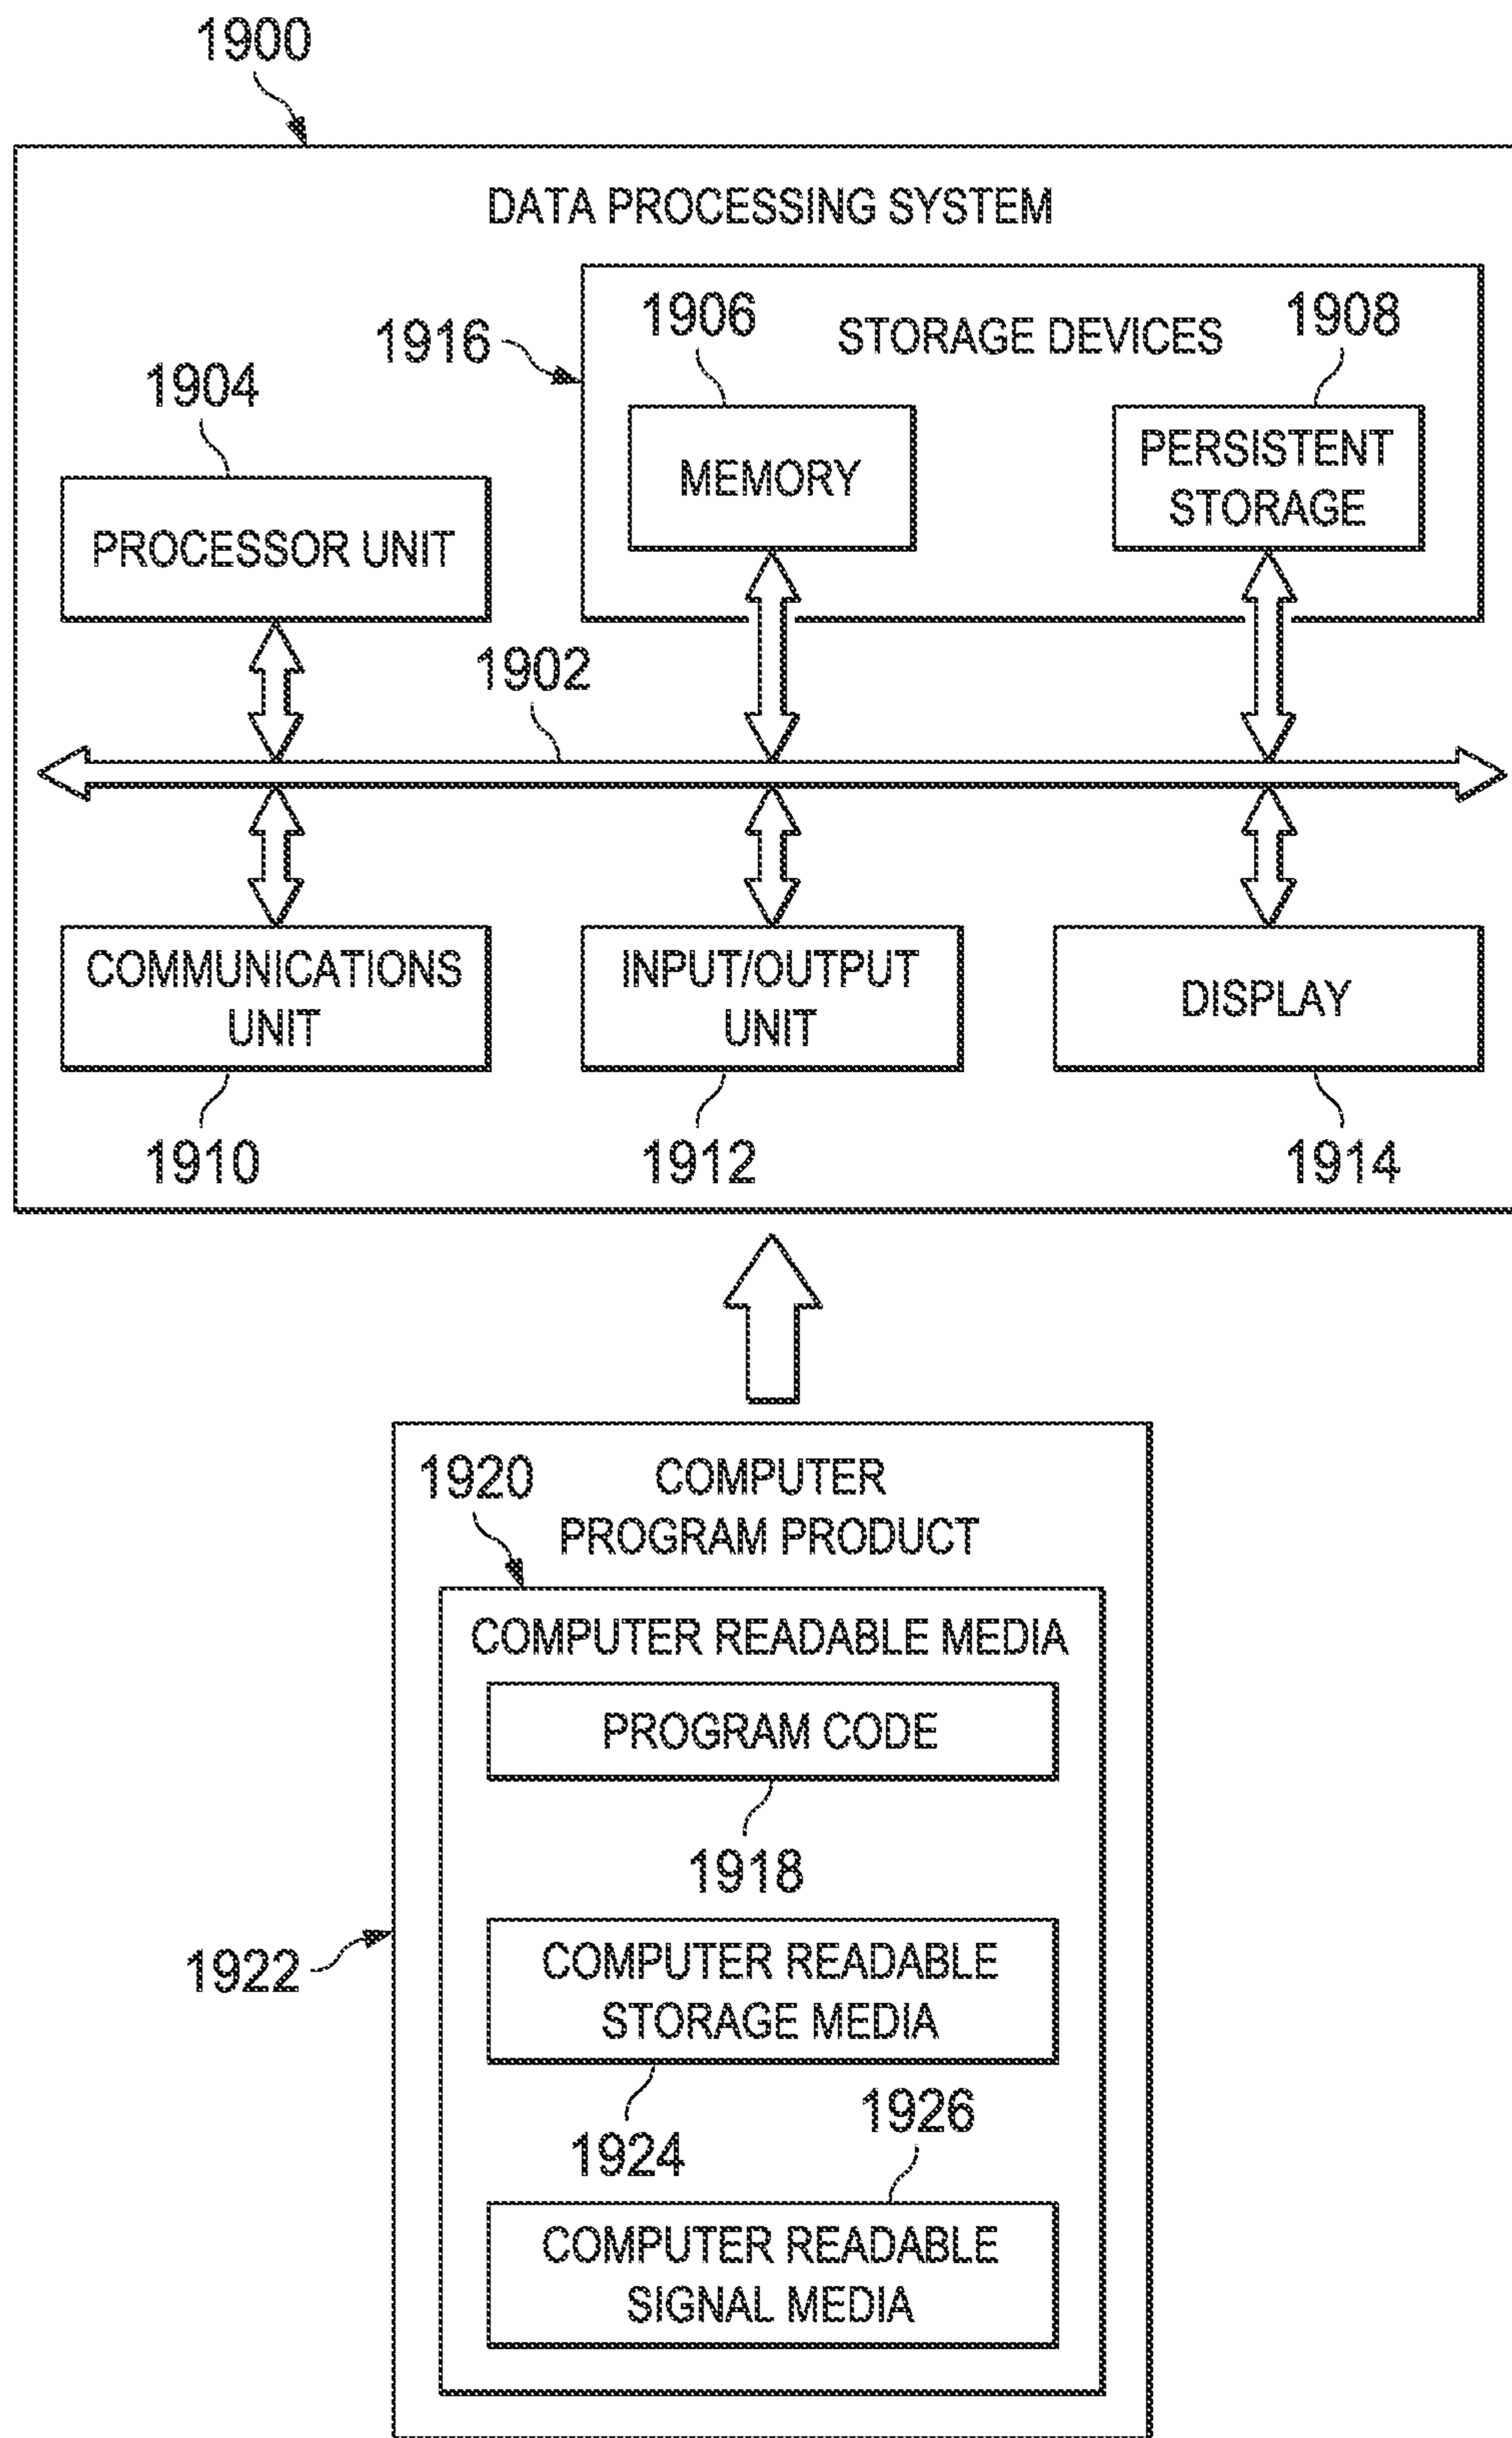 1900
DATA PROCESSING SYSTEM
1916
1906
STORAGE DEVICES
1908
1904
MEMORY
PERSISTENT
STORAGE
PROCESSOR UNIT
1902
COMMUNICATIONS
UNIT
INPUT/OUTPUT
UNIT
DISPLAY
1910
1912
1914
1920
COMPUTER
PROGRAM PRODUCT
COMPUTER READABLE MEDIA
PROGRAM CODE
1918
1922
COMPUTER READABLE
STORAGE MEDIA
1924
1926
COMPUTER READABLE
SIGNAL MEDIA